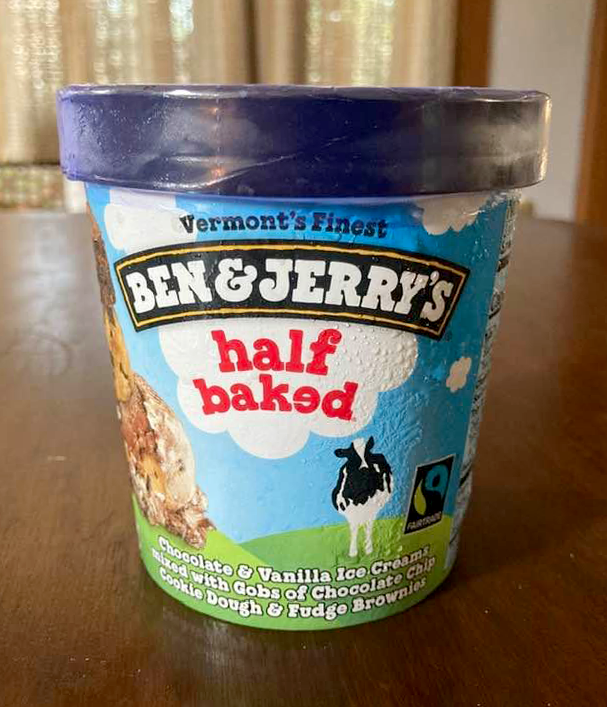 Vermont's Finest
BEN & JERRY'S
half
baked
FAIRTRADE
Chocolate & Vanilla Ice Creams
mixed with Gobs of Chocolate Chip
Cookie Dough & Fudge Brownies